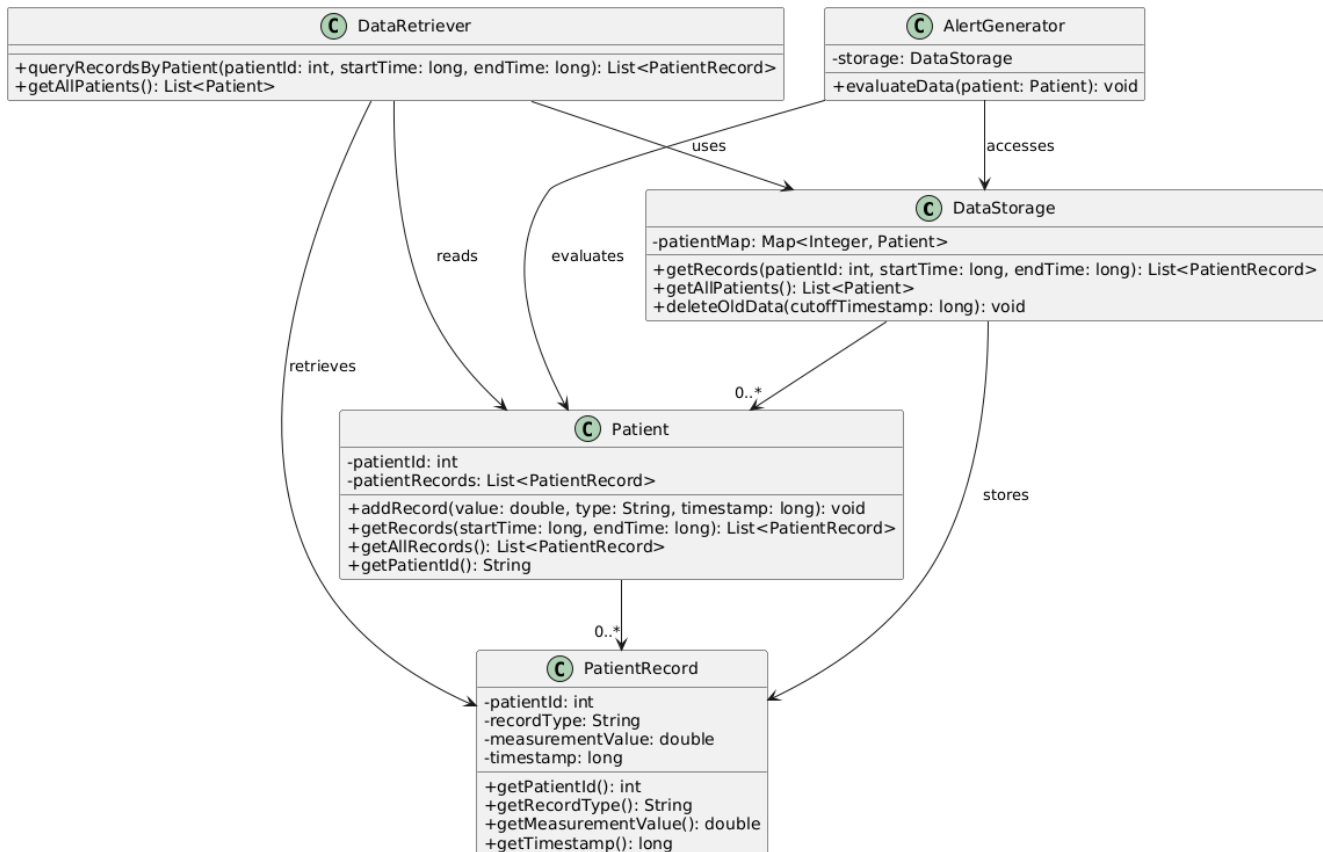 C DataRetriever
+queryRecordsByPatient(patientId: int, startTime: long, endTime: long): List<PatientRecord>
+getAllPatients(): List<Patient>
C AlertGenerator
-storage: DataStorage
+evaluateData(patient: Patient): void
uses
accesses
C DataStorage
-patientMap: Map<Integer, Patient>
+getRecords(patientId: int, startTime: long, endTime: long): List<PatientRecord>
+getAllPatients(): List<Patient>
+deleteOldData(cutoffTimestamp: long): void
reads
evaluates
retrieves
0..*
C Patient
-patientId: int
-patientRecords: List<PatientRecord>
+addRecord(value: double, type: String, timestamp: long): void
+getRecords(startTime: long, endTime: long): List<PatientRecord>
+getAllRecords(): List<PatientRecord>
+getPatientId(): String
stores
0..*
C PatientRecord
-patientId: int
-recordType: String
-measurementValue: double
-timestamp: long
+getPatientId(): int
+getRecordType(): String
+getMeasurementValue(): double
+getTimestamp(): long